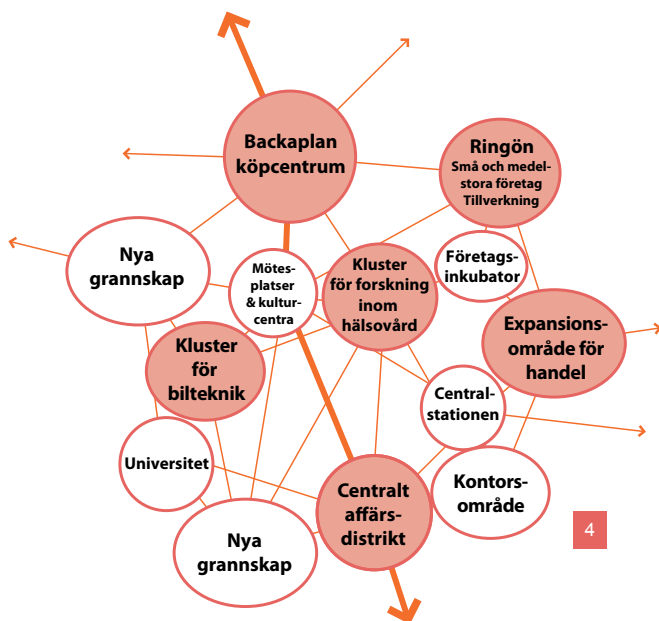 Backaplan
köpcentrum
Ringön
Små och medel-
stora företag
Tillverkning
Nya
grannskap
Mötes-
platser
& kultur-
centra
Kluster
för forskning
inom
hälsovård
Företags-
inkubator
Expansions-
område för
handel
Kluster
för
bilteknik
Central-
stationen
Universitet
Centralt
affärs-
distrikt
Kontors-
område
Nya
grannskap
4